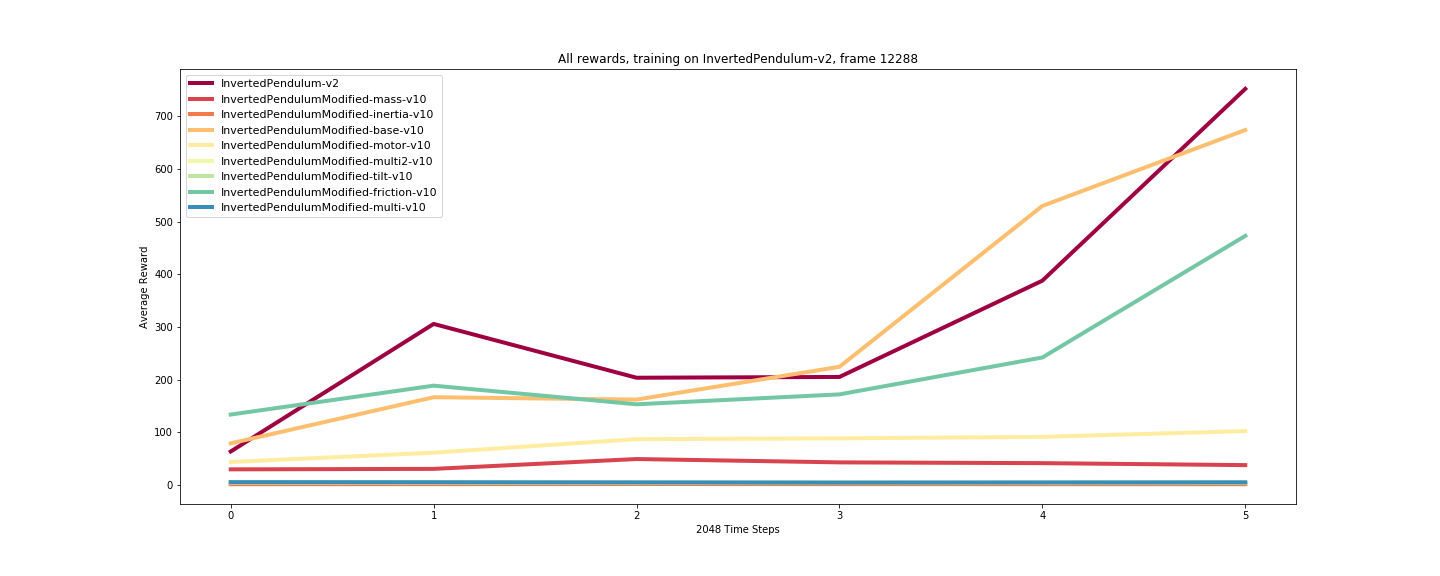 All rewards, training on InvertedPendulum-v2, frame 12288
InvertedPendulum-v2
InvertedPendulumModified-mass-v10
InvertedPendulumModified-inertia-v10
InvertedPendulumModified-base-v10
InvertedPendulumModified-motor-v10
InvertedPendulumModified-multi2-v10
InvertedPendulumModified-tilt-v10
InvertedPendulumModified-friction-v10
InvertedPendulumModified-multi-v10
Average Reward
700
600
500
400
300
200
100
0
0 1 2 3 4 5
2048 Time Steps